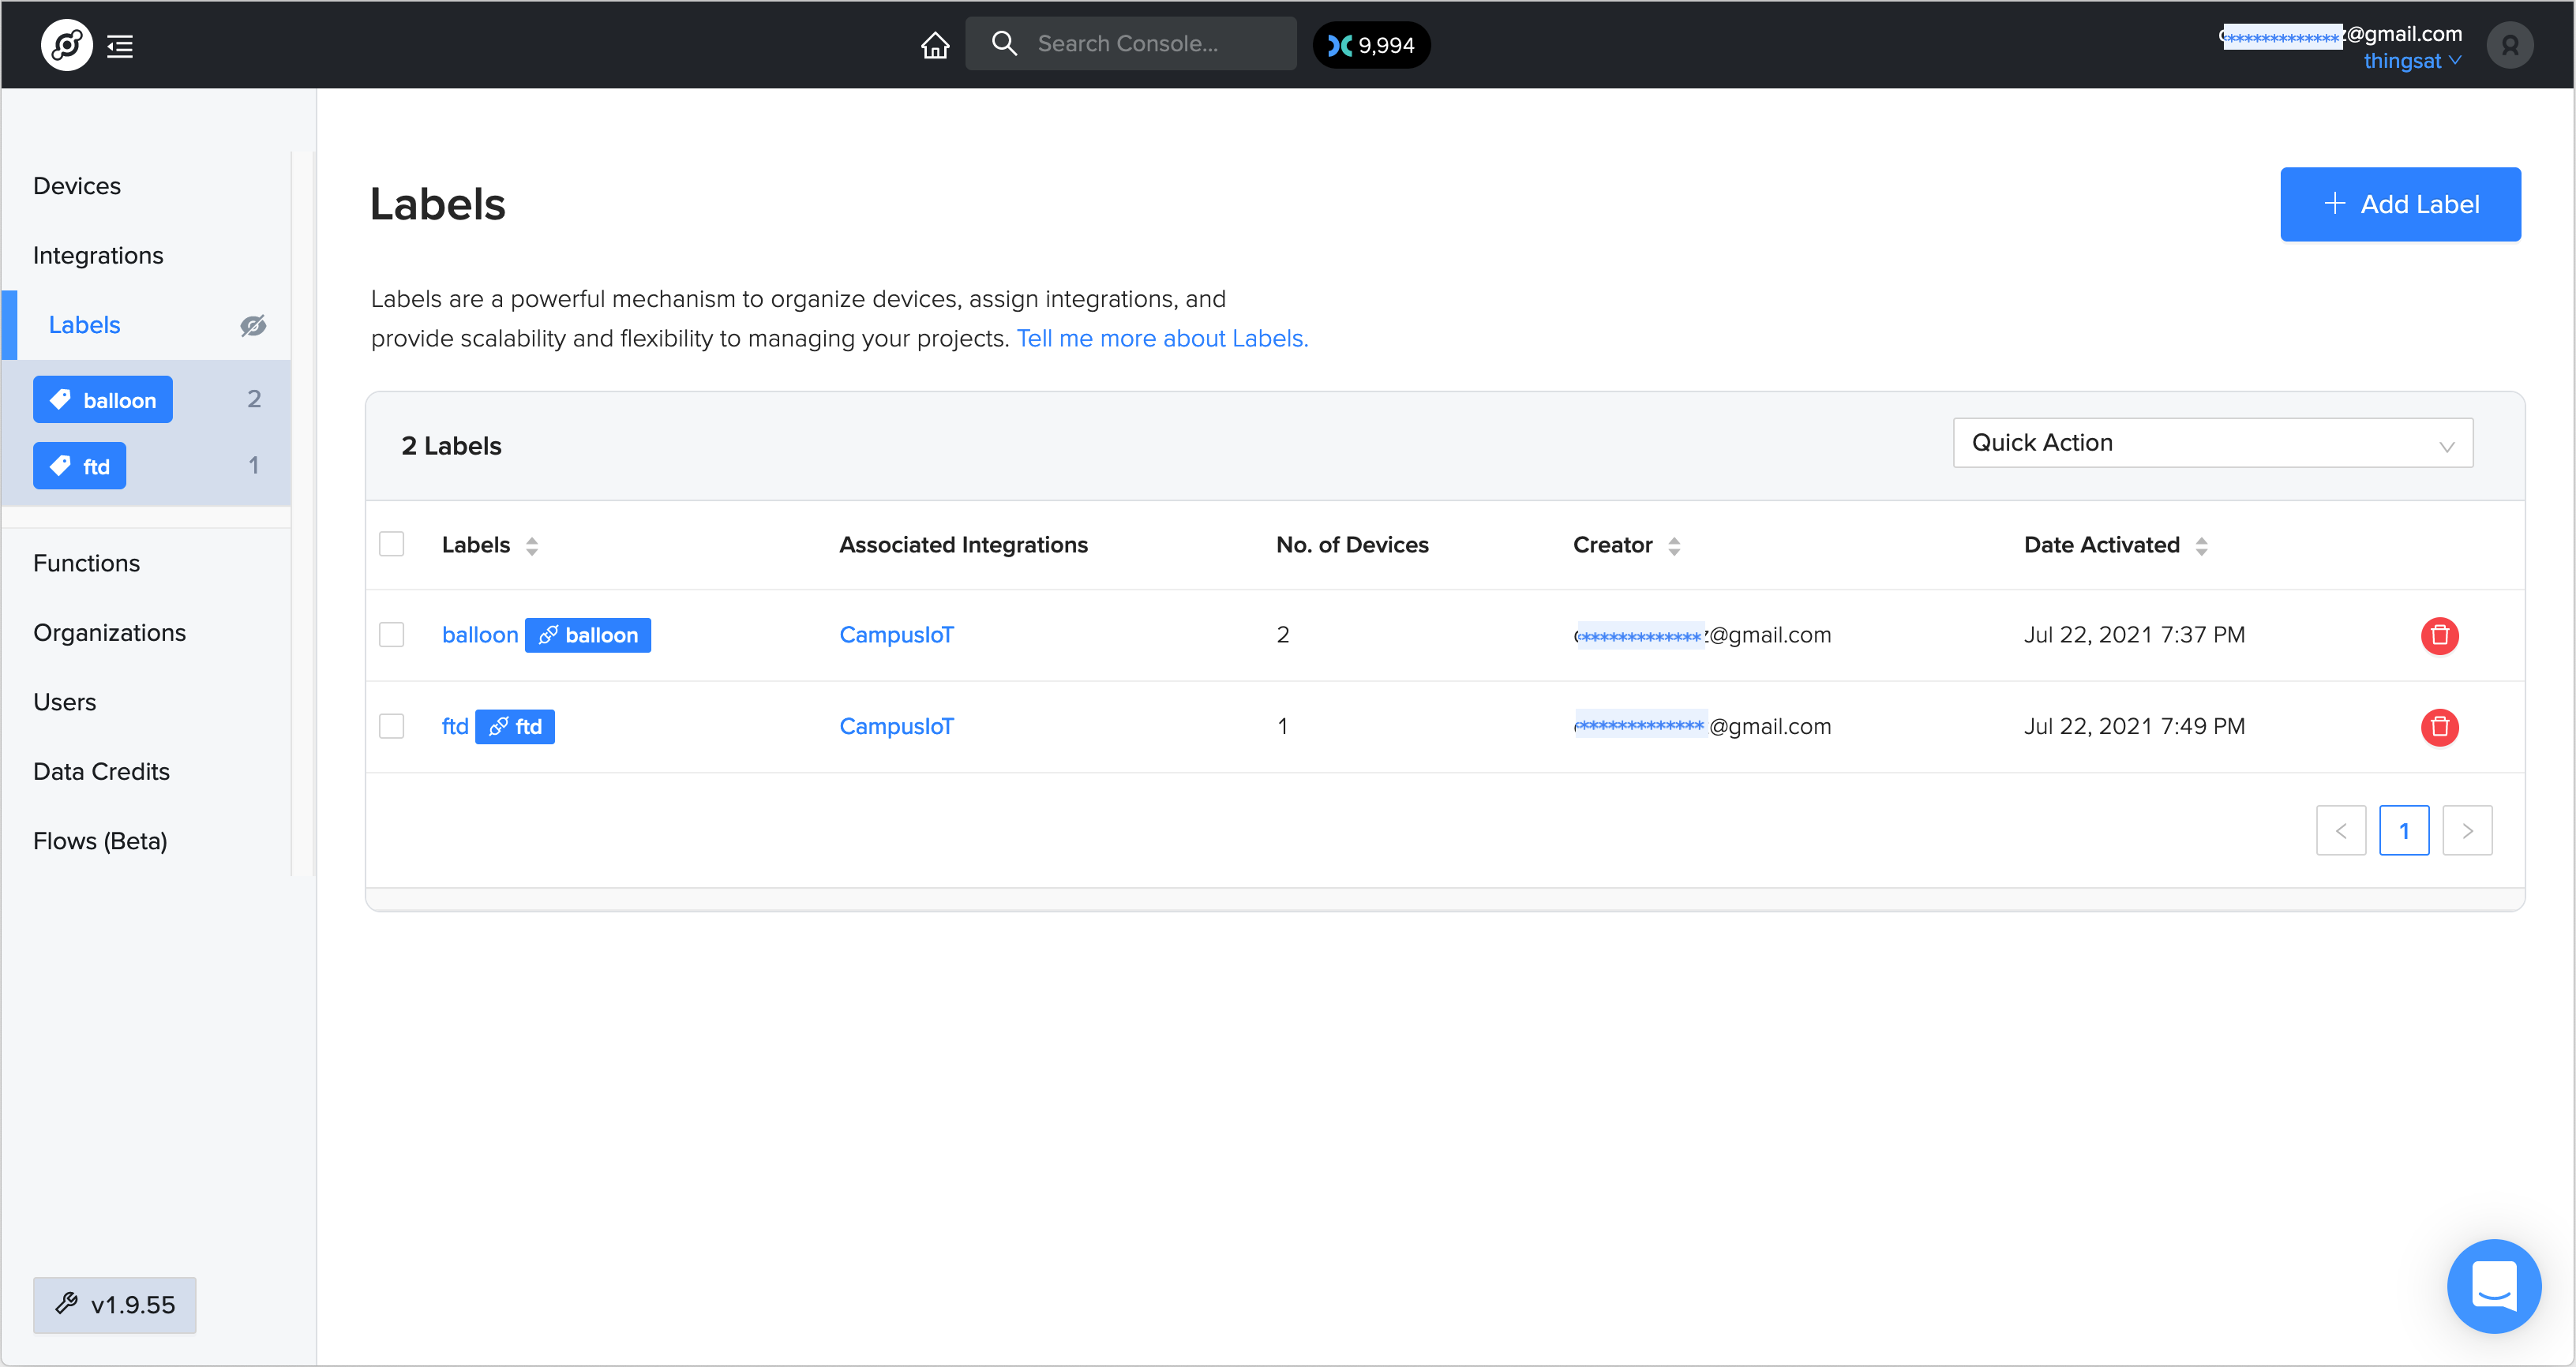 Search Console...
9,994
c*************z@gmail.com
thingsat
Devices
Integrations
Labels
balloon 2
ftd 1
Functions
Organizations
Users
Data Credits
Flows (Beta)
v1.9.55
Labels
+ Add Label
Labels are a powerful mechanism to organize devices, assign integrations, and
provide scalability and flexibility to managing your projects. Tell me more about Labels.
2 Labels
Quick Action
Labels Associated Integrations No. of Devices Creator Date Activated
balloon balloon CampusIoT 2 c*************z@gmail.com Jul 22, 2021 7:37 PM
ftd ftd CampusIoT 1 *************@gmail.com Jul 22, 2021 7:49 PM
< 1 >